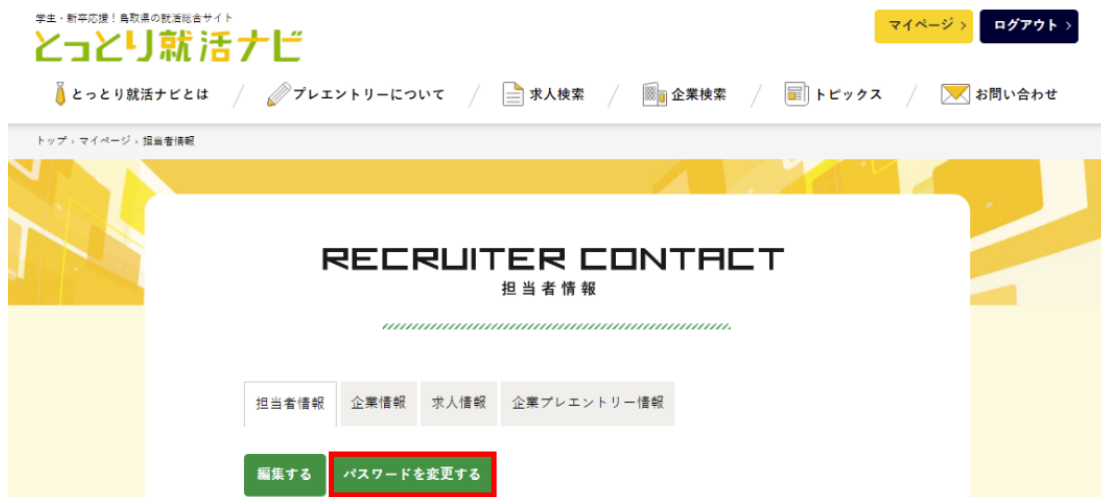 学生・新卒応援！鳥取県の就活総合サイト
とっとり就活ナビ
マイページ ›
ログアウト ›
とっとり就活ナビとは / プレエントリーについて / 求人検索 / 企業検索 / トピックス / お問い合わせ
トップ › マイページ › 担当者情報
RECRUITER CONTACT
担当者情報
担当者情報 企業情報 求人情報 企業プレエントリー情報
編集する パスワードを変更する